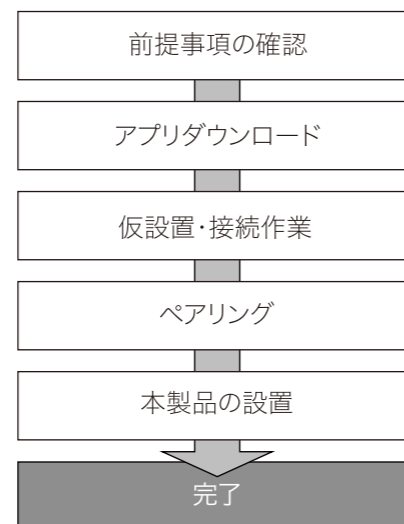 前提事項の確認
アプリダウンロード
仮設置・接続作業
ペアリング
本製品の設置
完了